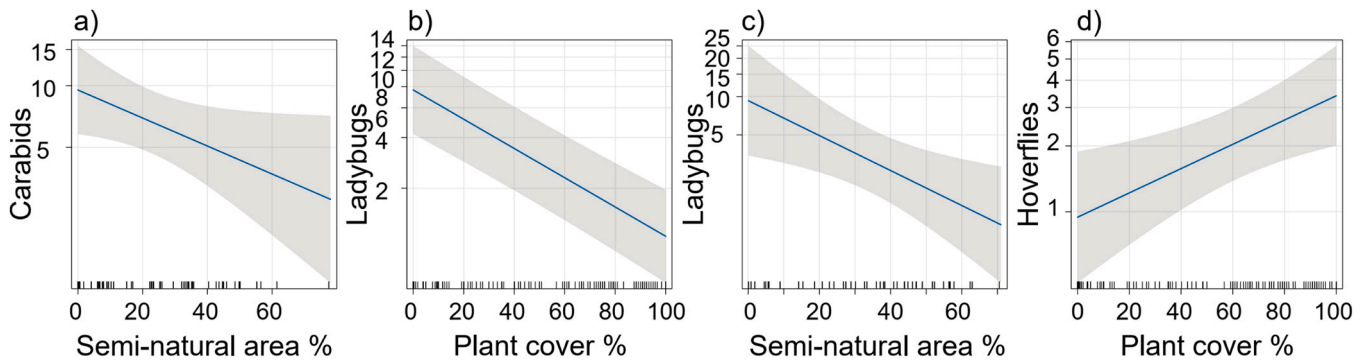 a)
15
10
5
Carabids
0 20 40 60
Semi-natural area %
b)
14
12
10
8
6
4
2
Ladybugs
0 20 40 60 80 100
Plant cover %
c)
25
20
15
10
5
Ladybugs
0 20 40 60
Semi-natural area %
d)
6
5
4
3
2
1
Hoverflies
0 20 40 60 80 100
Plant cover %